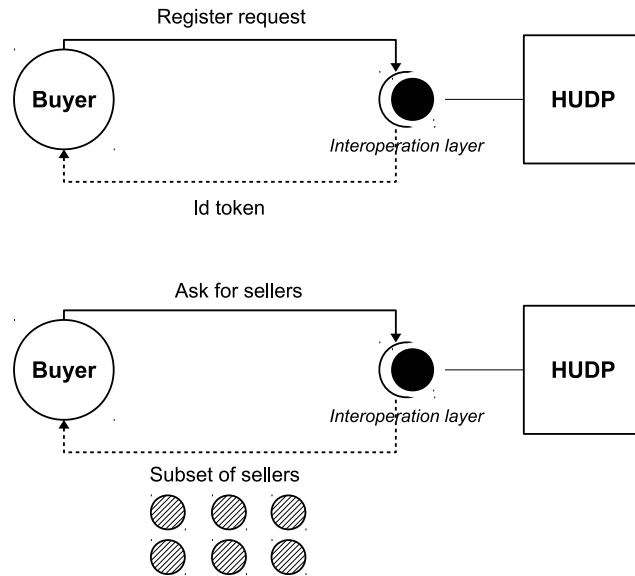 Register request
Buyer
HUDP
Interoperation layer
Id token
Ask for sellers
Buyer
HUDP
Interoperation layer
Subset of sellers